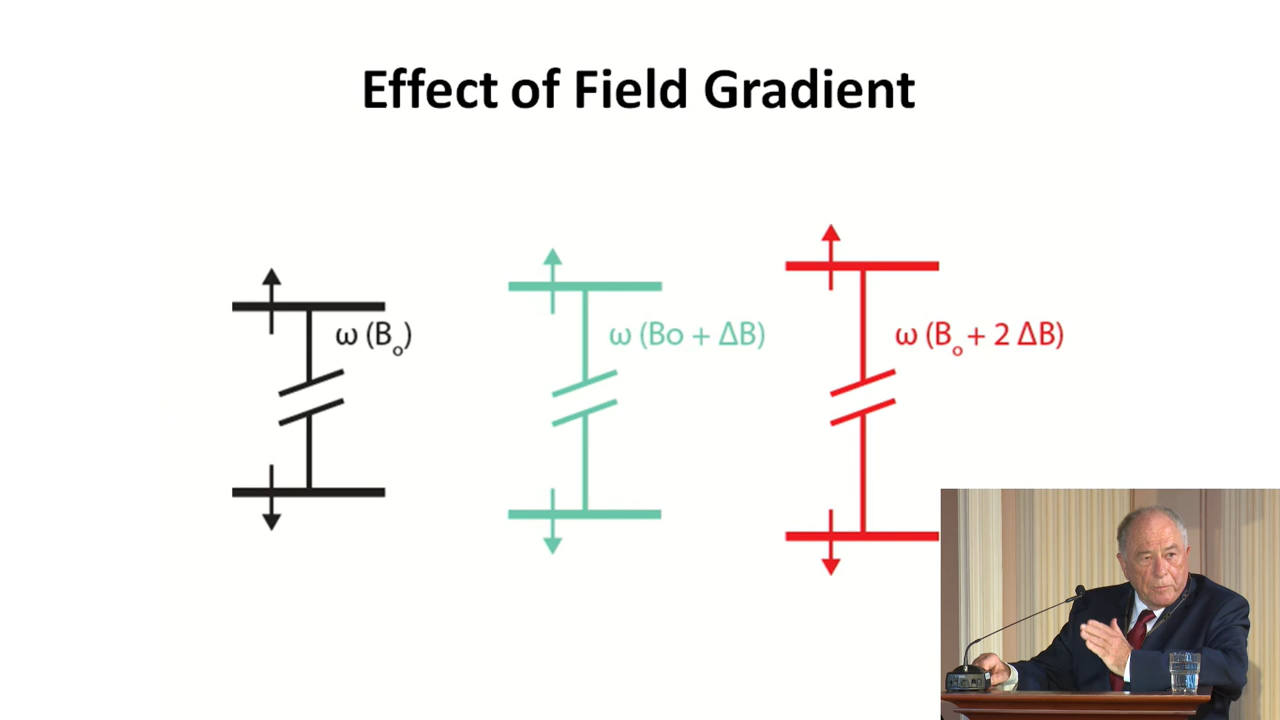 Effect of Field Gradient
ω (Bₒ)
ω (Bo + ΔB)
ω (Bₒ + 2 ΔB)